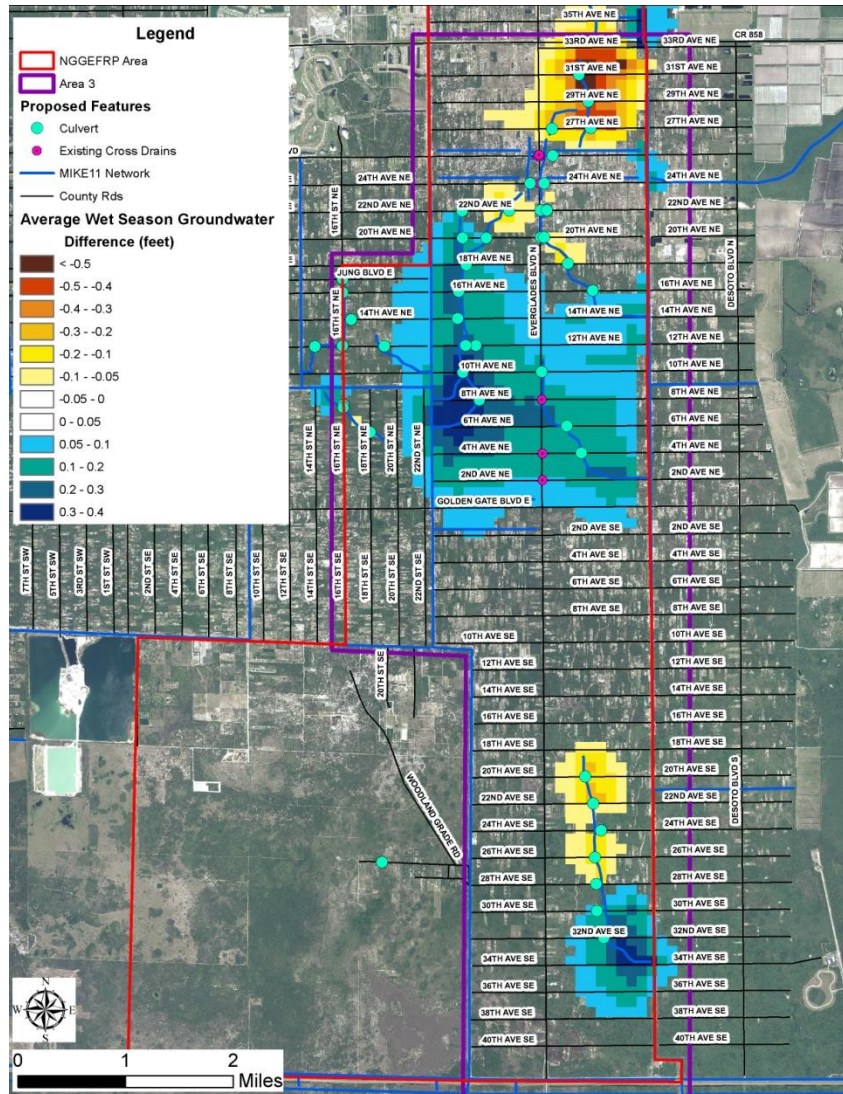 Legend
NGGEFRP Area
Area 3
Proposed Features
Culvert
Existing Cross Drains
MIKE11 Network
County Rds
Average Wet Season Groundwater
Difference (feet)
< -0.5
-0.5 - -0.4
-0.4 - -0.3
-0.3 - -0.2
-0.2 - -0.1
-0.1 - -0.05
-0.05 - 0
0 - 0.05
0.05 - 0.1
0.1 - 0.2
0.2 - 0.3
0.3 - 0.4
35TH AVE NE
CR 858
33RD AVE NE
33RD AVE NE
31ST AVE NE
31ST AVE NE
29TH AVE NE
29TH AVE NE
27TH AVE NE
27TH AVE NE
24TH AVE NE
24TH AVE NE
24TH AVE NE
22ND AVE NE
22ND AVE NE
22ND AVE NE
20TH AVE NE
20TH AVE NE
20TH AVE NE
16TH ST NE
18TH AVE NE
JUNG BLVD E
16TH AVE NE
16TH AVE NE
EVERGLADES BLVD N
DESOTO BLVD N
14TH AVE NE
14TH AVE NE
14TH AVE NE
12TH AVE NE
12TH AVE NE
10TH AVE NE
10TH AVE NE
8TH AVE NE
8TH AVE NE
6TH AVE NE
6TH AVE NE
4TH AVE NE
4TH AVE NE
2ND AVE NE
2ND AVE NE
14TH ST NE
16TH ST NE
18TH ST NE
20TH ST NE
22ND ST NE
GOLDEN GATE BLVD E
2ND AVE SE
2ND AVE SE
4TH AVE SE
4TH AVE SE
6TH AVE SE
6TH AVE SE
8TH AVE SE
8TH AVE SE
7TH ST SW
5TH ST SW
3RD ST SW
1ST ST SW
2ND ST SE
4TH ST SE
6TH ST SE
8TH ST SE
10TH ST SE
12TH ST SE
14TH ST SE
16TH ST SE
18TH ST SE
20TH ST SE
22ND ST SE
10TH AVE SE
10TH AVE SE
12TH AVE SE
12TH AVE SE
20TH ST SE
14TH AVE SE
14TH AVE SE
16TH AVE SE
16TH AVE SE
18TH AVE SE
18TH AVE SE
20TH AVE SE
20TH AVE SE
WOODLAND GRADE RD
DESOTO BLVD S
22ND AVE SE
22ND AVE SE
24TH AVE SE
24TH AVE SE
26TH AVE SE
26TH AVE SE
28TH AVE SE
28TH AVE SE
30TH AVE SE
30TH AVE SE
32ND AVE SE
32ND AVE SE
34TH AVE SE
34TH AVE SE
36TH AVE SE
36TH AVE SE
38TH AVE SE
38TH AVE SE
40TH AVE SE
40TH AVE SE
N
W E
S
0 1 2
Miles